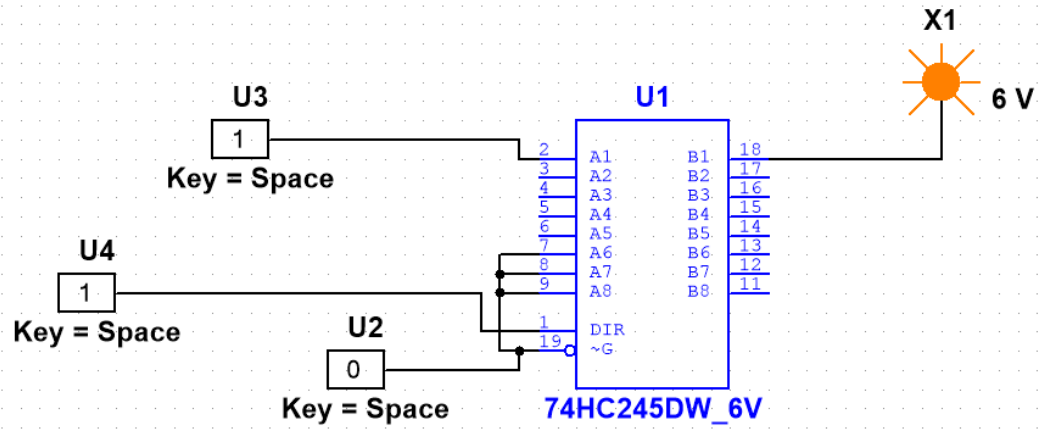 X1
6 V
U3
1
Key = Space
U1
2 A1 B1 18
3 A2 B2 17
4 A3 B3 16
5 A4 B4 15
6 A5 B5 14
7 A6 B6 13
8 A7 B7 12
9 A8 B8 11
1 DIR
19 ~G
74HC245DW_6V
U4
1
Key = Space
U2
0
Key = Space